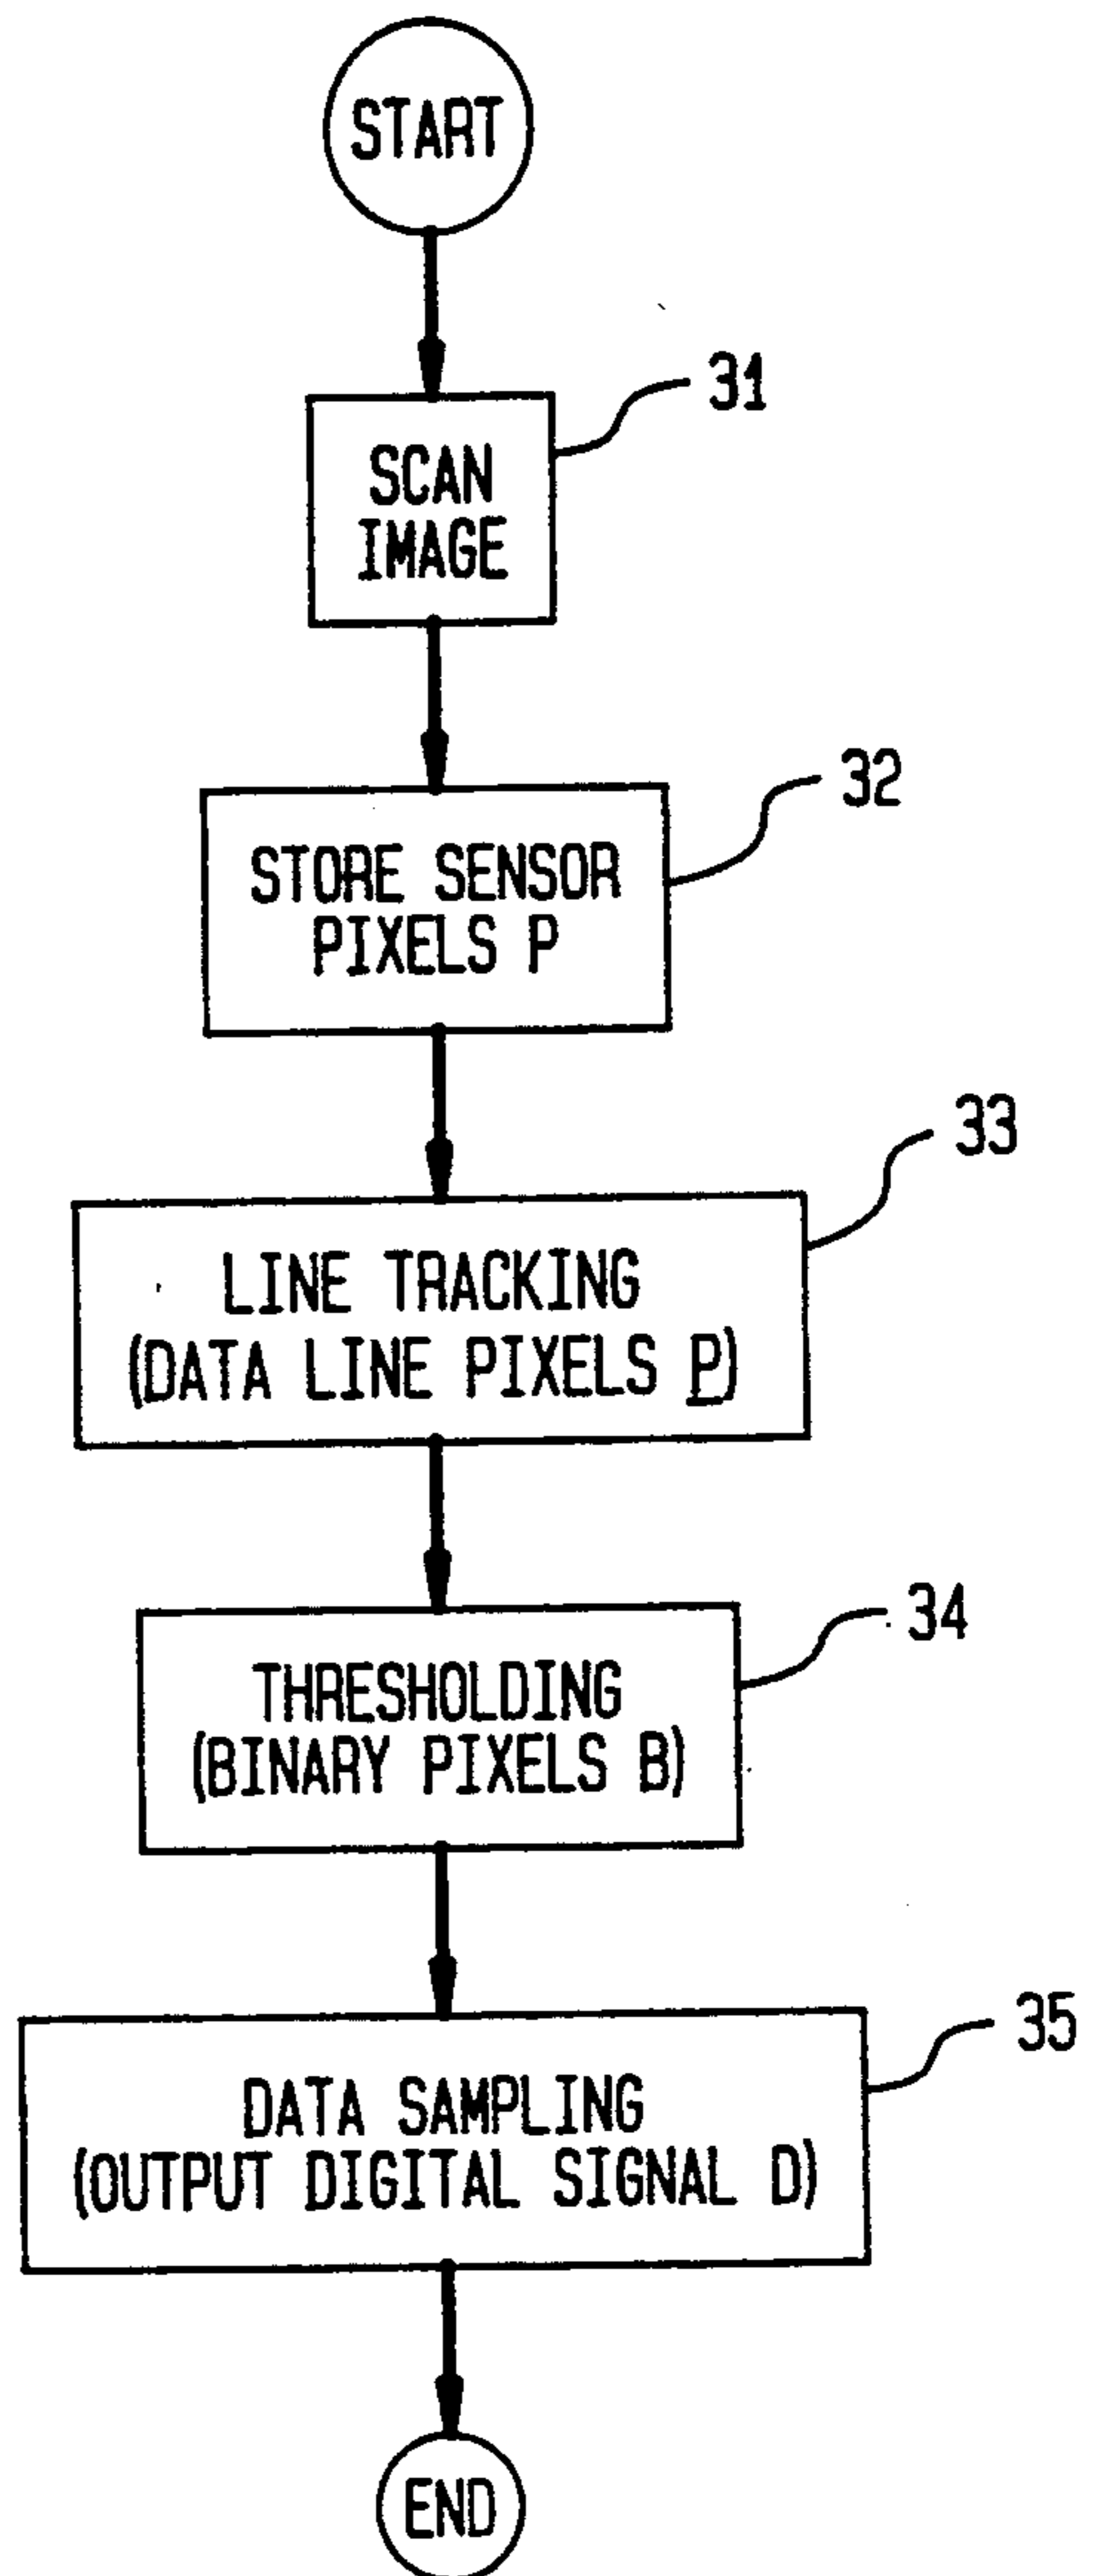 START
31
SCAN
IMAGE
32
STORE SENSOR
PIXELS P
33
LINE TRACKING
(DATA LINE PIXELS P)
34
THRESHOLDING
(BINARY PIXELS B)
35
DATA SAMPLING
(OUTPUT DIGITAL SIGNAL D)
END